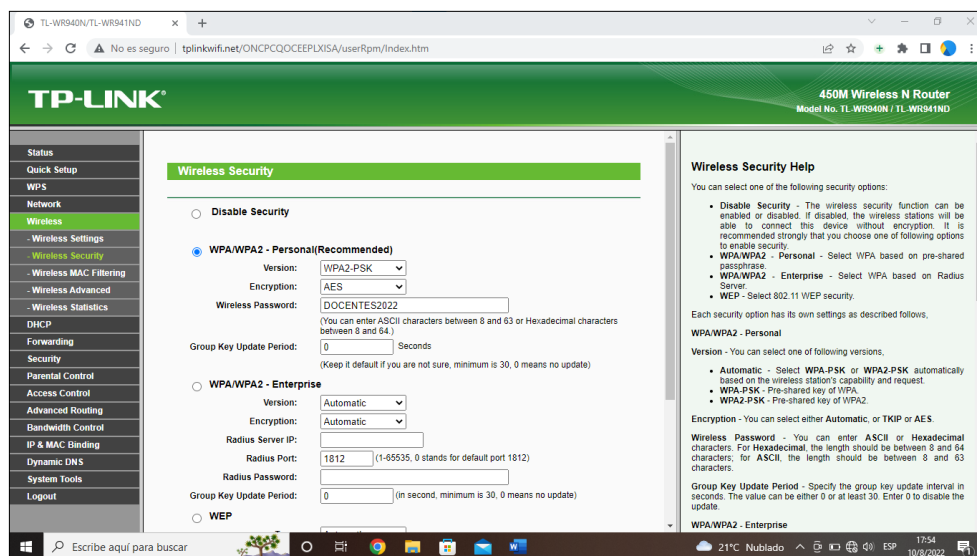 TL-WR940N/TL-WR941ND
No es seguro | tplinkwifi.net/ONCPCQOCEEPLXISA/userRpm/Index.htm
TP-LINK®
450M Wireless N Router
Model No. TL-WR940N / TL-WR941ND
Status
Quick Setup
WPS
Network
Wireless
- Wireless Settings
- Wireless Security
- Wireless MAC Filtering
- Wireless Advanced
- Wireless Statistics
DHCP
Forwarding
Security
Parental Control
Access Control
Advanced Routing
Bandwidth Control
IP & MAC Binding
Dynamic DNS
System Tools
Logout
Wireless Security
Disable Security
WPA/WPA2 - Personal(Recommended)
Version: WPA2-PSK
Encryption: AES
Wireless Password: DOCENTES2022
(You can enter ASCII characters between 8 and 63 or Hexadecimal characters
between 8 and 64.)
Group Key Update Period: 0 Seconds
(Keep it default if you are not sure, minimum is 30, 0 means no update)
WPA/WPA2 - Enterprise
Version: Automatic
Encryption: Automatic
Radius Server IP:
Radius Port: 1812 (1-65535, 0 stands for default port 1812)
Radius Password:
Group Key Update Period: 0 (in second, minimum is 30, 0 means no update)
WEP
Wireless Security Help
You can select one of the following security options:
• Disable Security - The wireless security function can be
enabled or disabled. If disabled, the wireless stations will be
able to connect this device without encryption. It is
recommended strongly that you choose one of following options
to enable security.
• WPA/WPA2 - Personal - Select WPA based on pre-shared
passphrase.
• WPA/WPA2 - Enterprise - Select WPA based on Radius
Server.
• WEP - Select 802.11 WEP security.
Each security option has its own settings as described follows,
WPA/WPA2 - Personal
Version - You can select one of following versions,
• Automatic - Select WPA-PSK or WPA2-PSK automatically
based on the wireless station's capability and request.
• WPA-PSK - Pre-shared key of WPA.
• WPA2-PSK - Pre-shared key of WPA2.
Encryption - You can select either Automatic, or TKIP or AES.
Wireless Password - You can enter ASCII or Hexadecimal
characters. For Hexadecimal, the length should be between 8 and 64
characters; for ASCII, the length should be between 8 and 63
characters.
Group Key Update Period - Specify the group key update interval in
seconds. The value can be either 0 or at least 30. Enter 0 to disable the
update.
WPA/WPA2 - Enterprise
Escribe aquí para buscar
W
21°C Nublado
ESP
17:54
10/8/2022